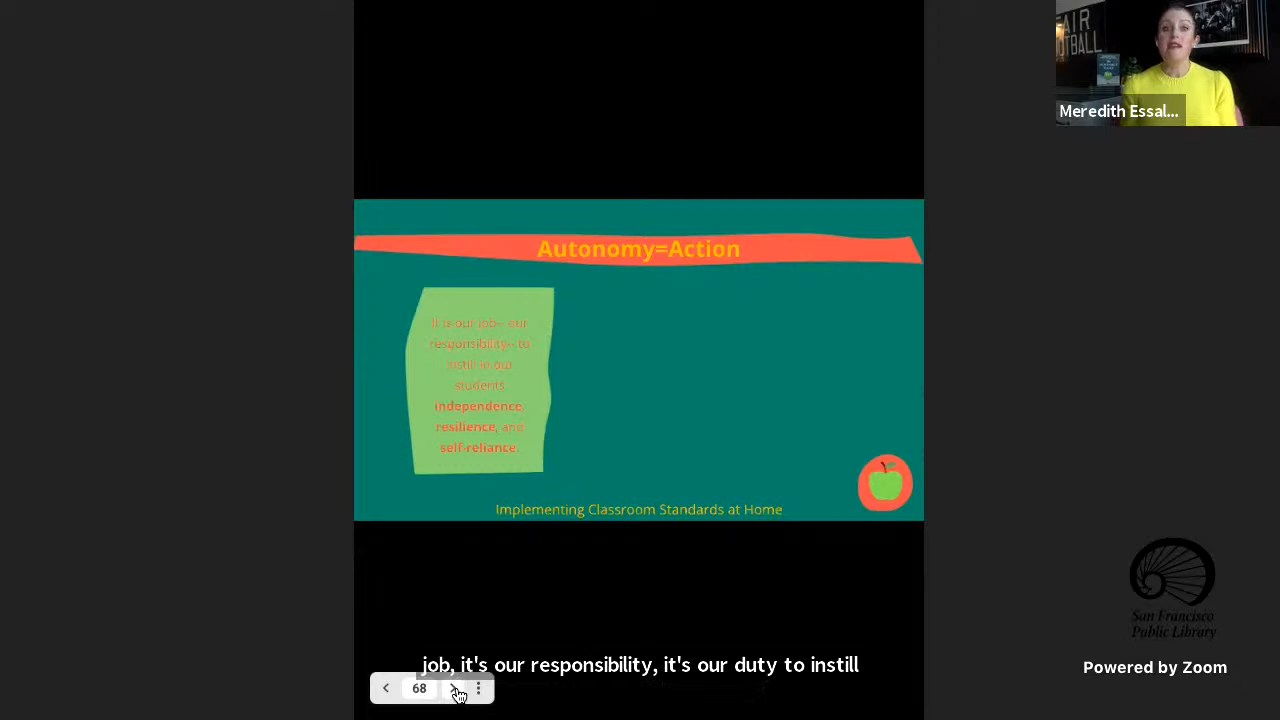 AIR
OTBALL
Meredith Essal...
Autonomy=Action
It is our job-- our
responsibility-- to
instill in our
students
independence,
resilience, and
self-reliance.
Implementing Classroom Standards at Home
San Francisco
Public Library
job, it's our responsibility, it's our duty to instill
Powered by Zoom
68